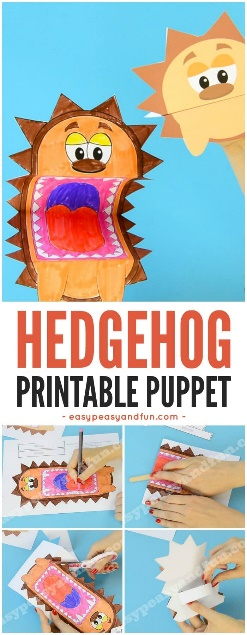 HEDGEHOG
PRINTABLE PUPPET
- easypeasyandfun.com -